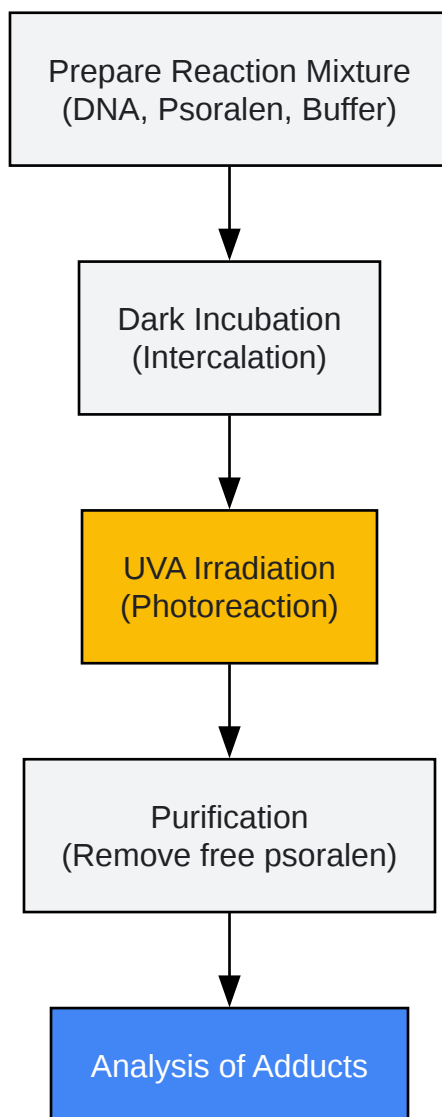 Prepare Reaction Mixture
(DNA, Psoralen, Buffer)
Dark Incubation
(Intercalation)
UVA Irradiation
(Photoreaction)
Purification
(Remove free psoralen)
Analysis of Adducts